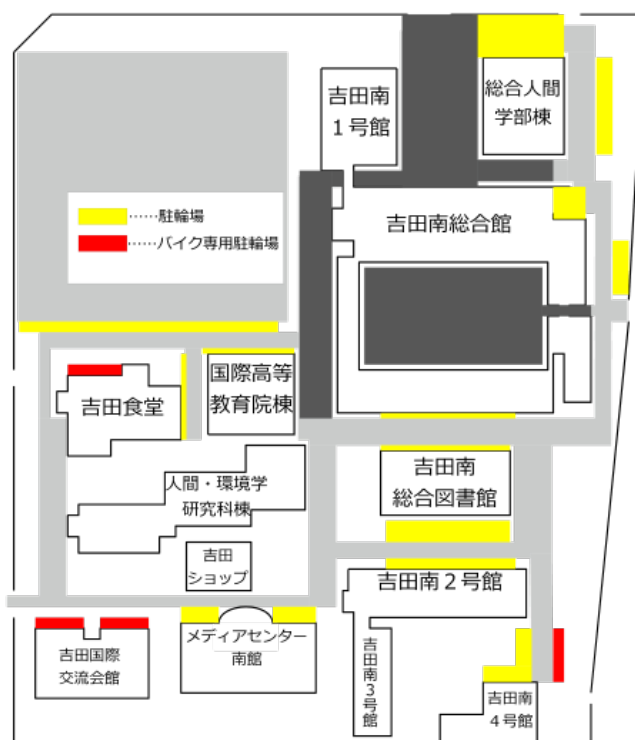 吉田南
1号館
総合人間
学部棟
……駐輪場
……バイク専用駐輪場
吉田南総合館
国際高等
教育院棟
吉田食堂
吉田南
総合図書館
人間・環境学
研究科棟
吉田
ショップ
吉田南2号館
メディアセンター
南館
吉田国際
交流会館
吉田南3号館
吉田南
4号館